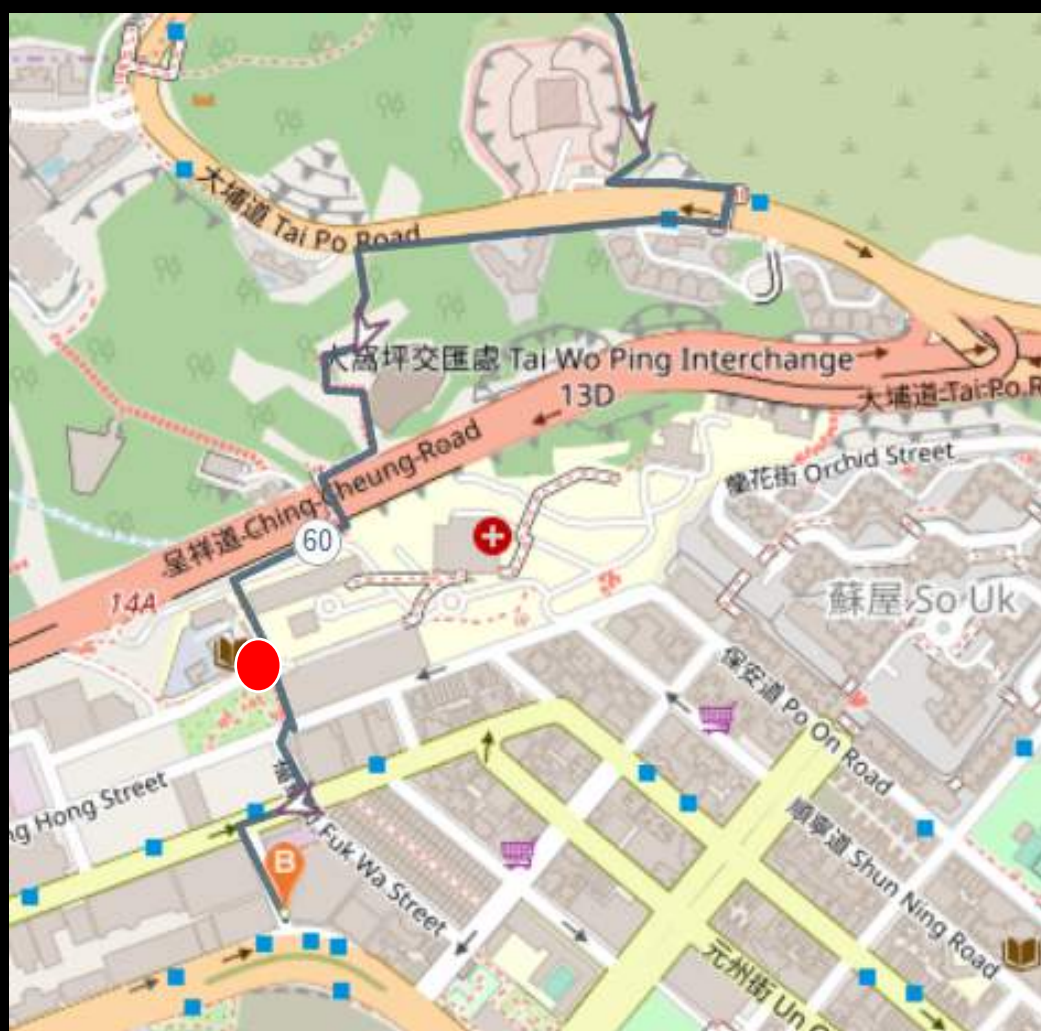 大埔道 Tai Po Road
大窩坪交匯處 Tai Wo Ping Interchange
13D
大埔道-Tai-Po-R
蘭花街 Orchid Street
呈祥道-Ching-Cheung-Road
60
14A
蘇屋 So Uk
保安道 Po On Road
ng Hong Street
B
Fuk Wa Street
順寧道 Shun Ning Road
元州街 Un